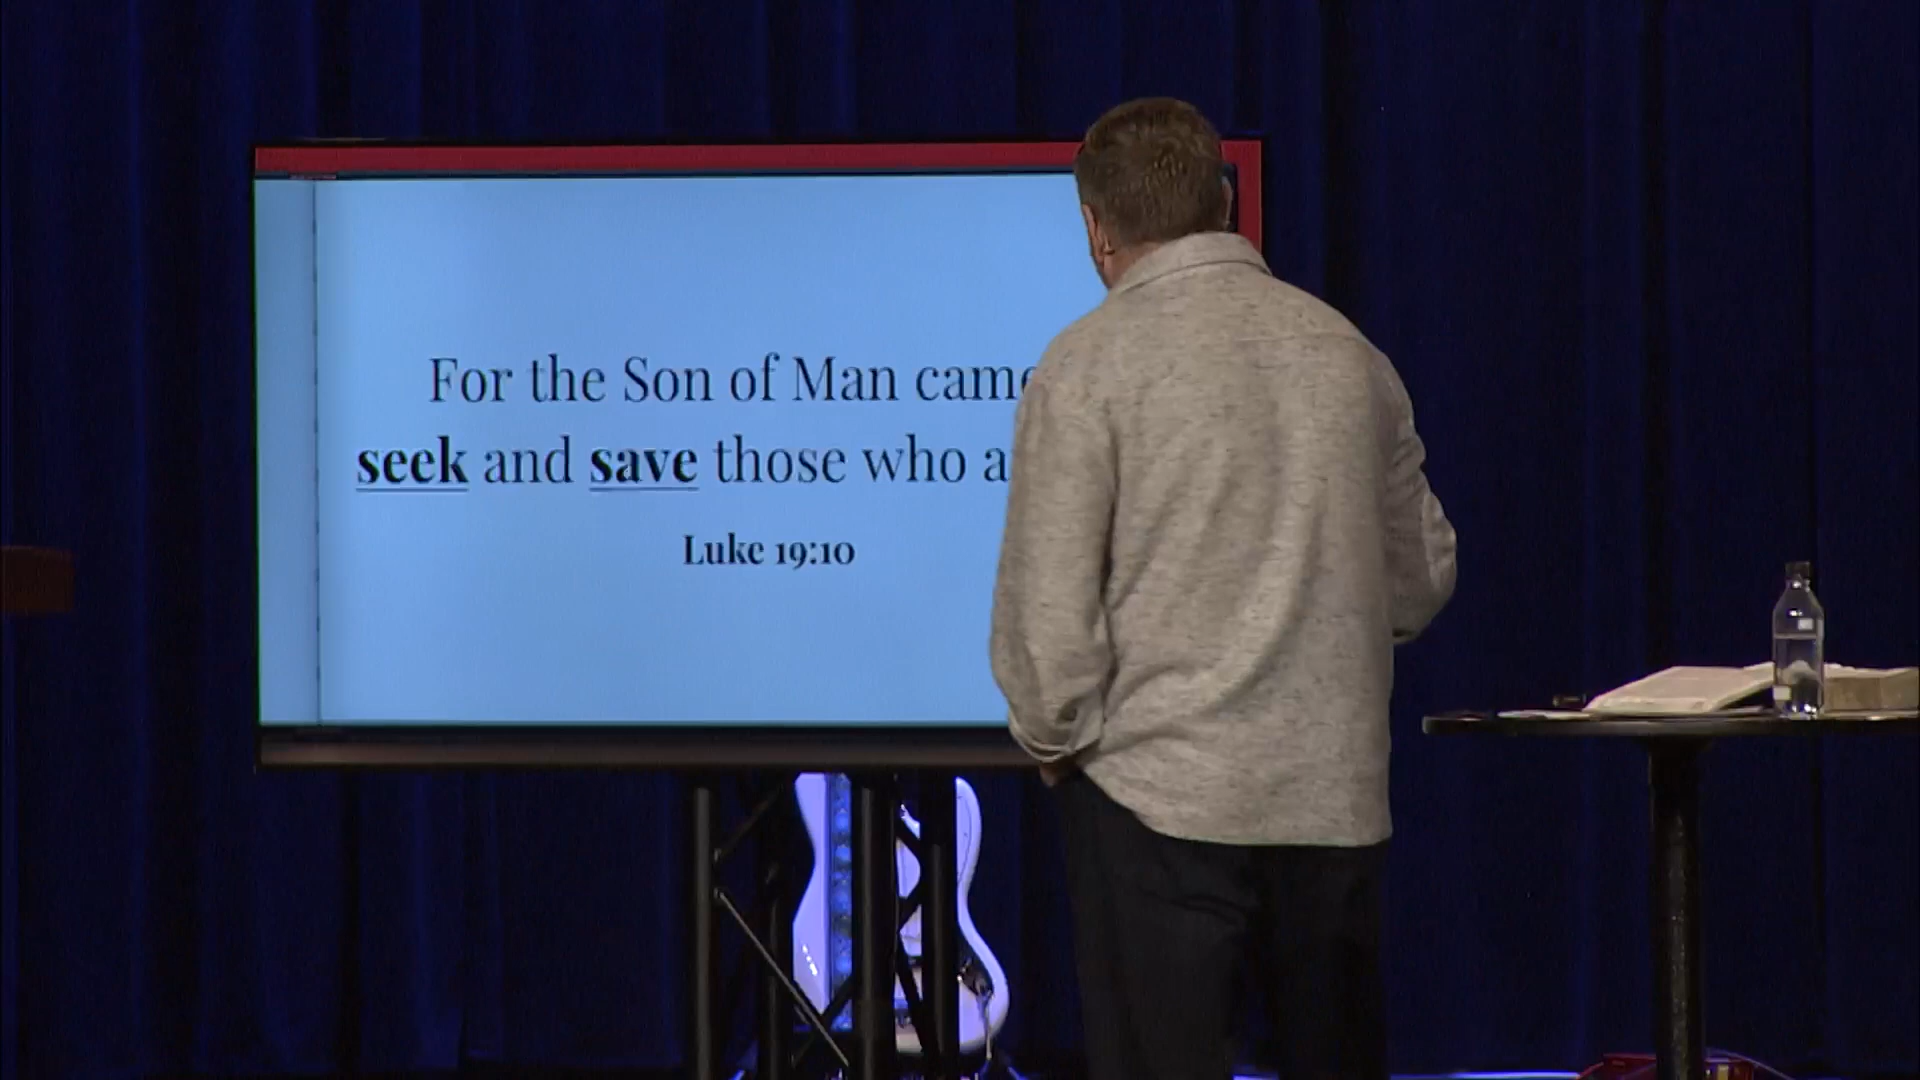 For the Son of Man came
seek and save those who
Luke 19:10